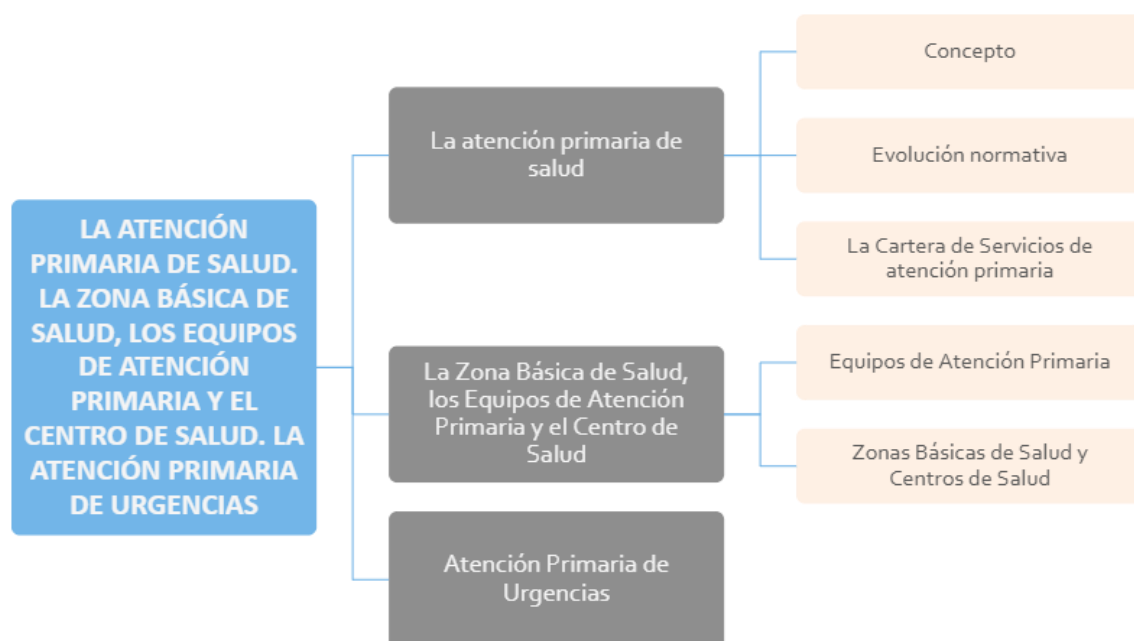 LA ATENCIÓN
PRIMARIA DE SALUD.
LA ZONA BÁSICA DE
SALUD, LOS EQUIPOS
DE ATENCIÓN
PRIMARIA Y EL
CENTRO DE SALUD. LA
ATENCIÓN PRIMARIA
DE URGENCIAS
La atención primaria de
salud
Concepto
Evolución normativa
La Cartera de Servicios de
atención primaria
La Zona Básica de Salud,
los Equipos de Atención
Primaria y el Centro de
Salud
Equipos de Atención Primaria
Zonas Básicas de Salud y
Centros de Salud
Atención Primaria de
Urgencias